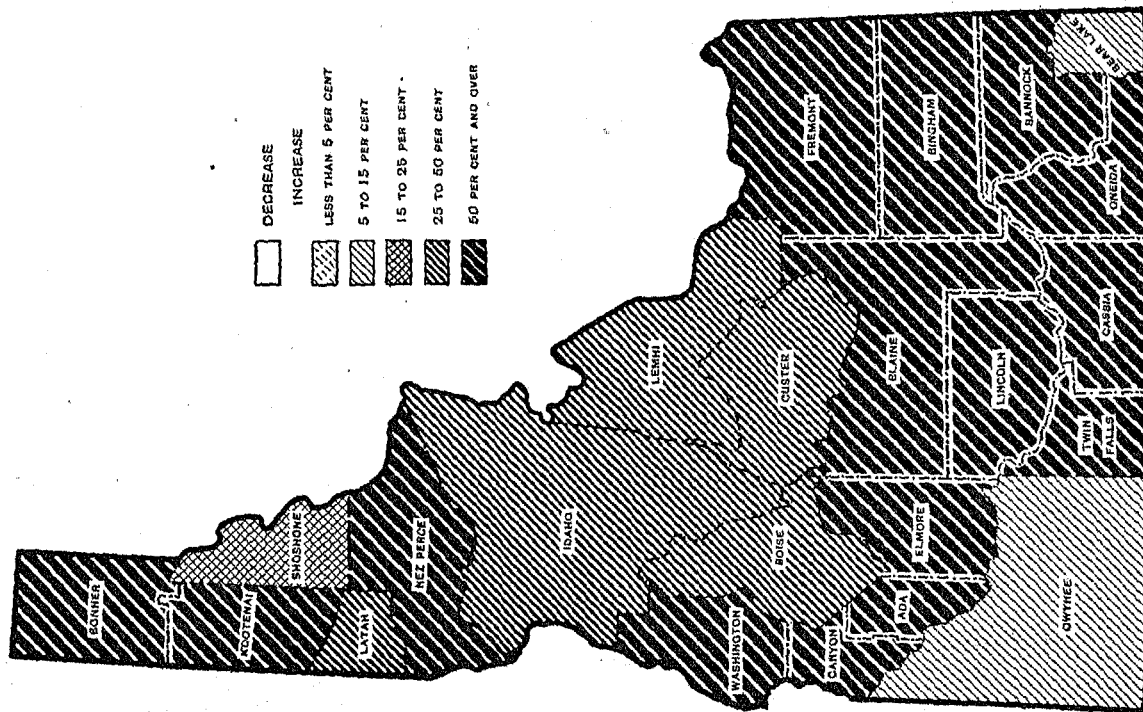 DECREASE
INCREASE
LESS THAN 5 PER CENT
5 TO 15 PER CENT
15 TO 25 PER CENT
25 TO 50 PER CENT
50 PER CENT AND OVER
BONNER
KOOTENAI
SHOSHONE
LATAH
NEZ PERCE
IDAHO
LEMHI
WASHINGTON
BOISE
CUSTER
FREMONT
CANYON
ADA
ELMORE
BLAINE
BINGHAM
LINCOLN
BANNOCK
OWYHEE
TWIN
FALLS
CASSIA
ONEIDA
BEAR LAKE